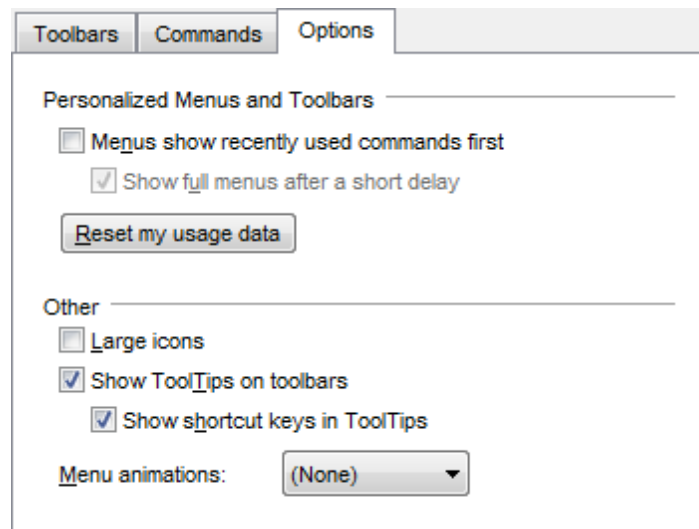 Toolbars Commands Options
Personalized Menus and Toolbars
Menus show recently used commands first
Show full menus after a short delay
Reset my usage data
Other
Large icons
Show ToolTips on toolbars
Show shortcut keys in ToolTips
Menu animations: (None)